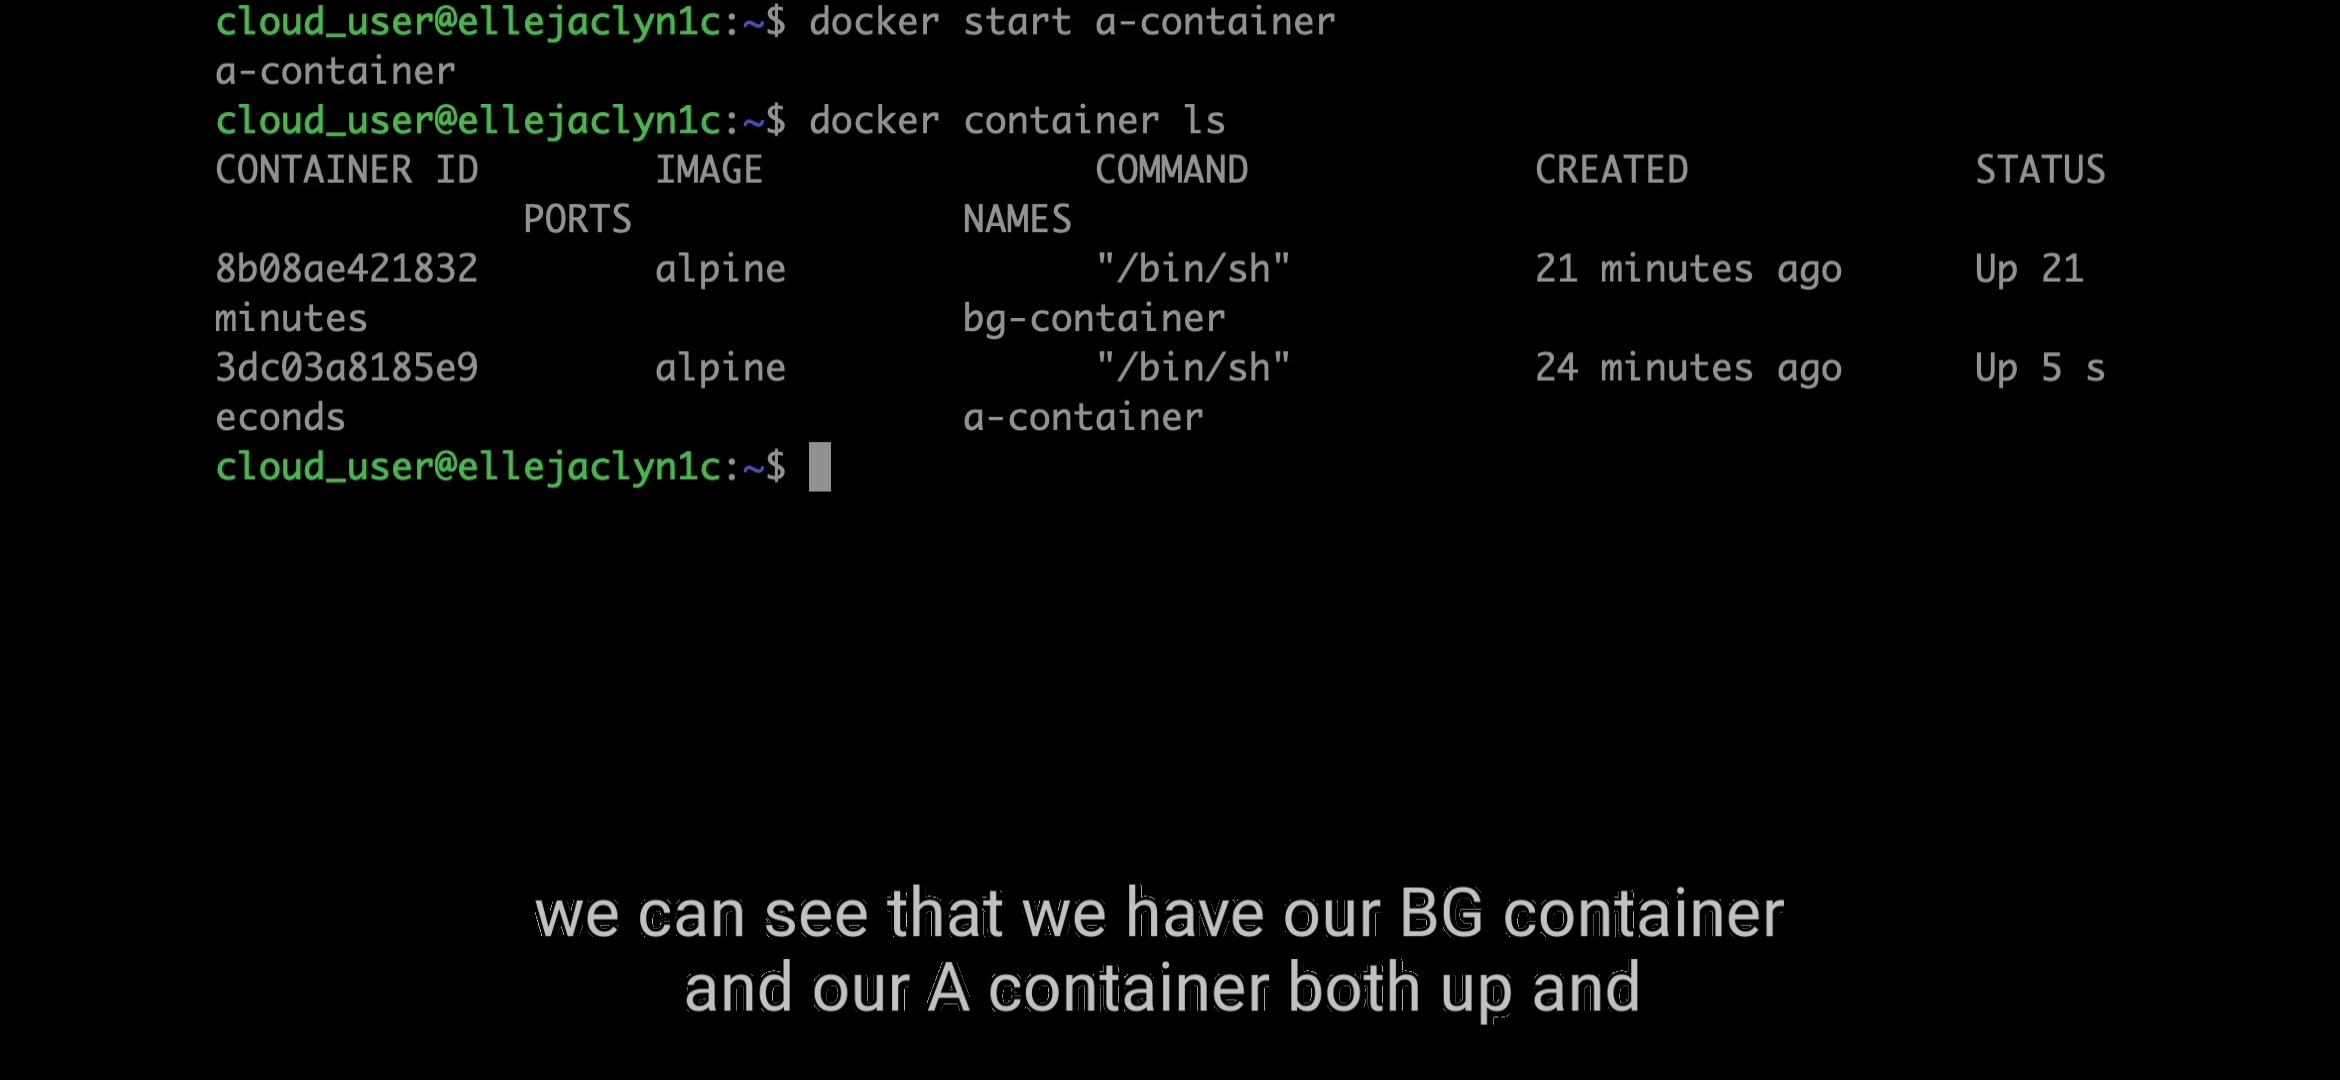 cloud_user@ellejaclyn1c:~$ docker start a-container
a-container
cloud_user@ellejaclyn1c:~$ docker container ls
CONTAINER ID        IMAGE               COMMAND             CREATED             STATUS
              PORTS               NAMES
8b08ae421832        alpine              "/bin/sh"           21 minutes ago      Up 21
minutes                           bg-container
3dc03a8185e9        alpine              "/bin/sh"           24 minutes ago      Up 5 s
econds                            a-container
cloud_user@ellejaclyn1c:~$
we can see that we have our BG container
and our A container both up and